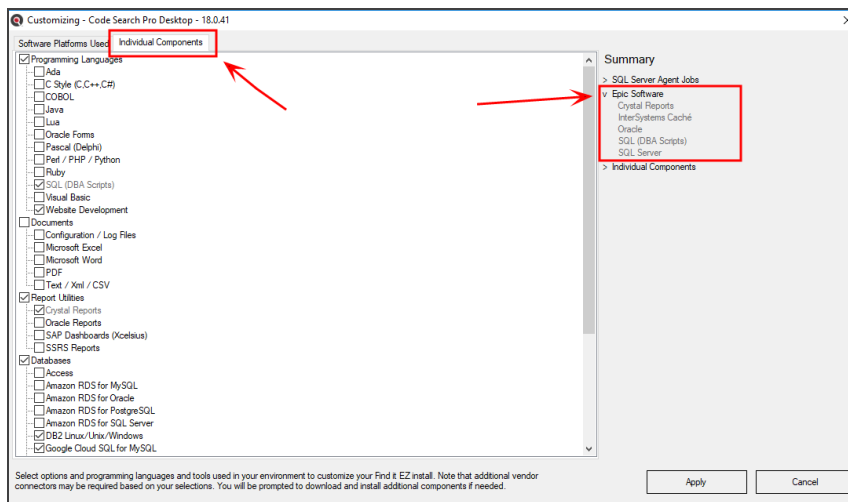 Customizing - Code Search Pro Desktop - 18.0.41
Software Platforms Used
Individual Components
Programming Languages
Ada
C Style (C,C++,C#)
COBOL
Java
Lua
Oracle Forms
Pascal (Delphi)
Perl / PHP / Python
Ruby
SQL (DBA Scripts)
Visual Basic
Website Development
Documents
Configuration / Log Files
Microsoft Excel
Microsoft Word
PDF
Text / Xml / CSV
Report Utilities
Crystal Reports
Oracle Reports
SAP Dashboards (Xcelsius)
SSRS Reports
Databases
Access
Amazon RDS for MySQL
Amazon RDS for Oracle
Amazon RDS for PostgreSQL
Amazon RDS for SQL Server
DB2 Linux/Unix/Windows
Google Cloud SQL for MySQL
Summary
> SQL Server Agent Jobs
v Epic Software
Crystal Reports
InterSystems Caché
Oracle
SQL (DBA Scripts)
SQL Server
> Individual Components
Select options and programming languages and tools used in your environment to customize your Find it EZ install. Note that additional vendor
connectors may be required based on your selections. You will be prompted to download and install additional components if needed.
Apply
Cancel